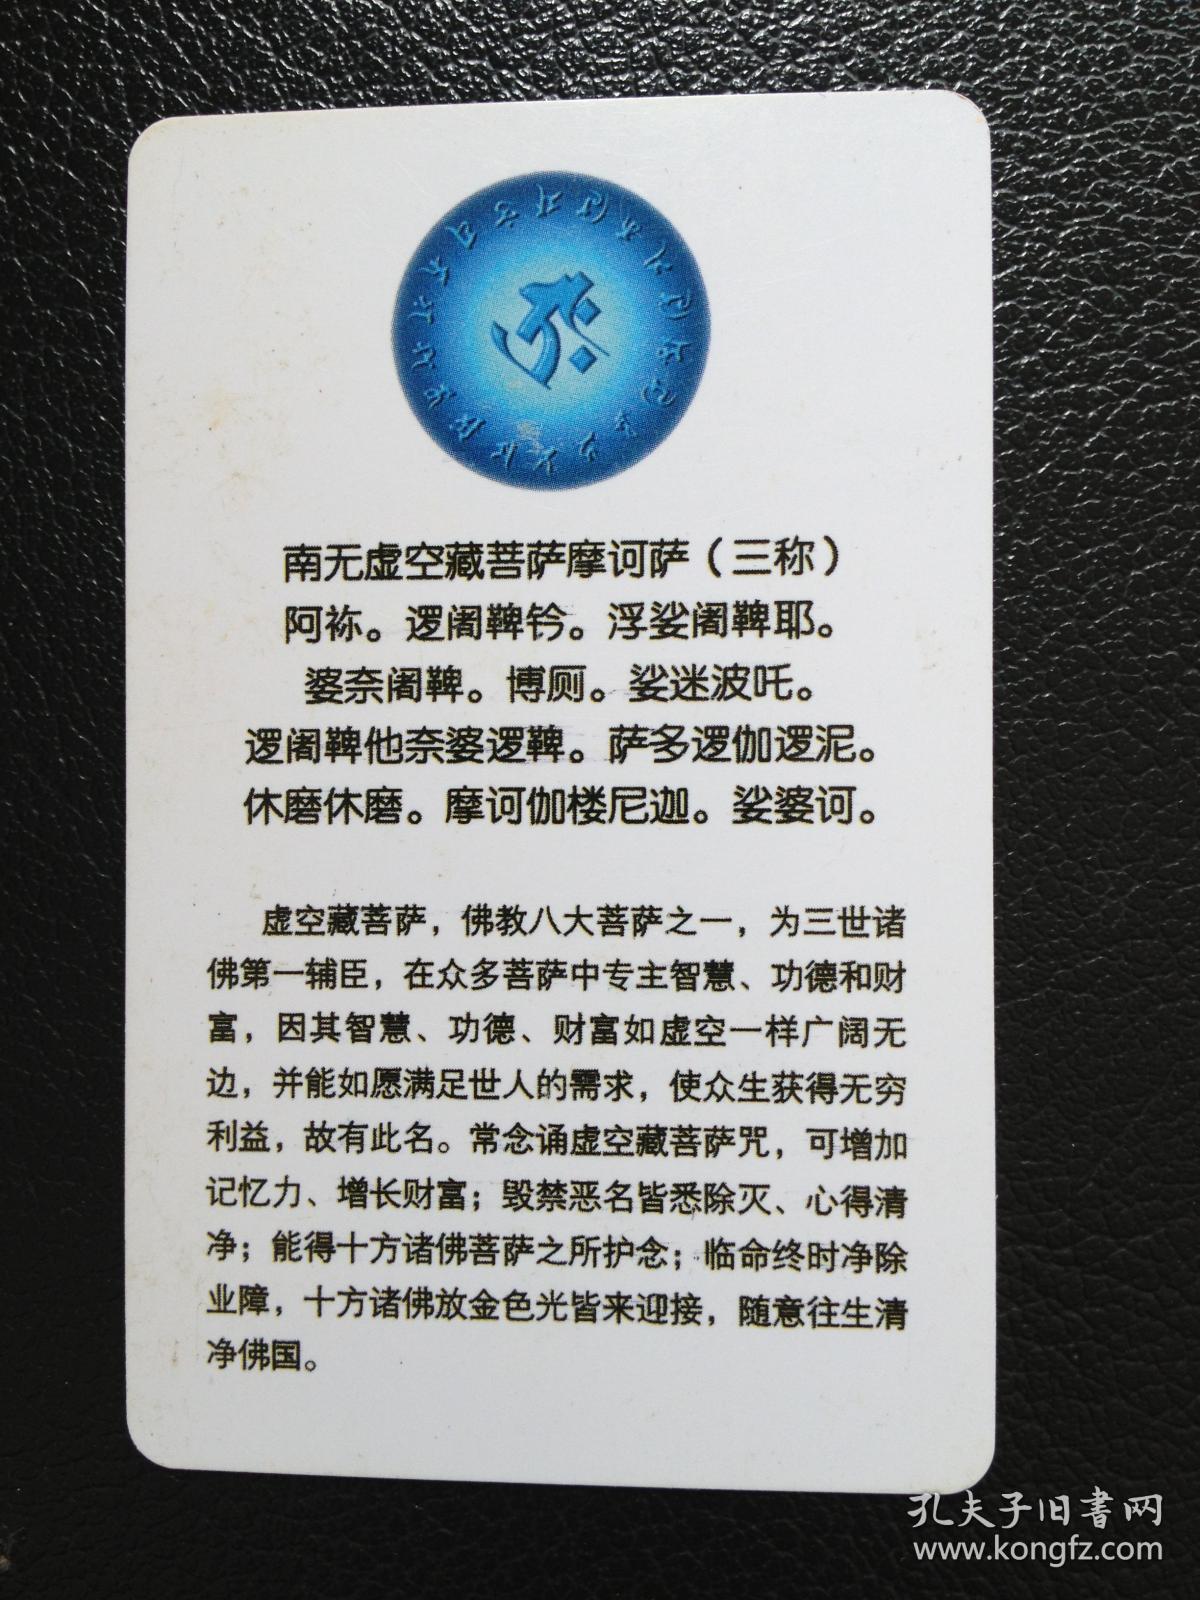 南无虚空藏菩萨摩诃萨（三称）
阿祢。逻阇鞞钤。浮娑阇鞞耶。
婆奈阇鞞。博厕。娑迷波吒。
逻阇鞞他奈婆逻鞞。萨多逻伽逻泥。
休磨休磨。摩诃伽楼尼迦。娑婆诃。
虚空藏菩萨，佛教八大菩萨之一，为三世诸
佛第一辅臣，在众多菩萨中专主智慧、功德和财
富，因其智慧、功德、财富如虚空一样广阔无
边，并能如愿满足世人的需求，使众生获得无穷
利益，故有此名。常念诵虚空藏菩萨咒，可增加
记忆力、增长财富；毁禁恶名皆悉除灭、心得清
净；能得十方诸佛菩萨之所护念；临命终时净除
业障，十方诸佛放金色光皆来迎接，随意往生清
净佛国。
孔夫子旧书网
www.kongfz.com